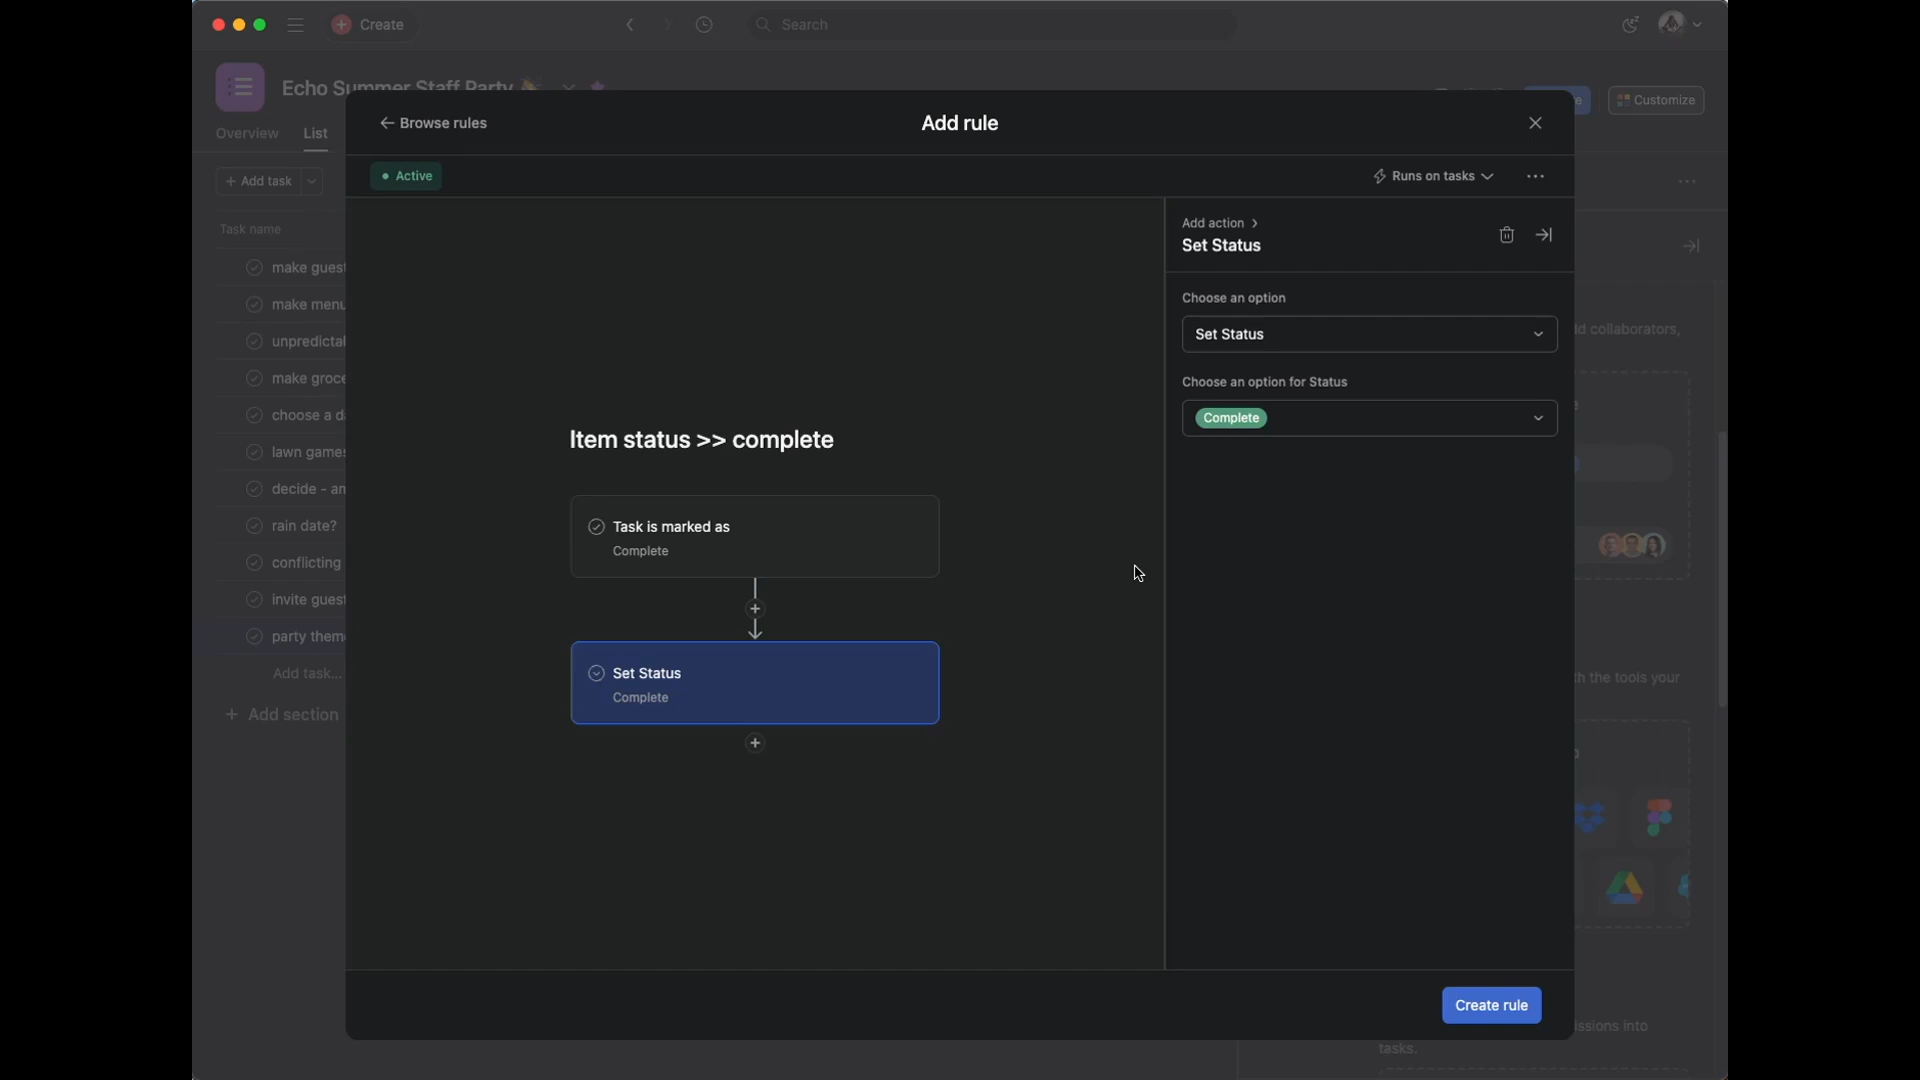 Create
Search
Echo Summer Staff Party
Customize
Overview
List
Browse rules
Add rule
Add task
Active
Runs on tasks
Task name
Add action >
Set Status
make guest
Choose an option
make menu
Set Status
d collaborators,
Choose an option for Status
make groce
Complete
choose a d
Item status >> complete
lawn games
decide - an
Task is marked as
Complete
rain date?
conflicting
invite guest
party them
Set Status
Complete
Add task...
h the tools your
Add section
Create rule
issions into
tasks.